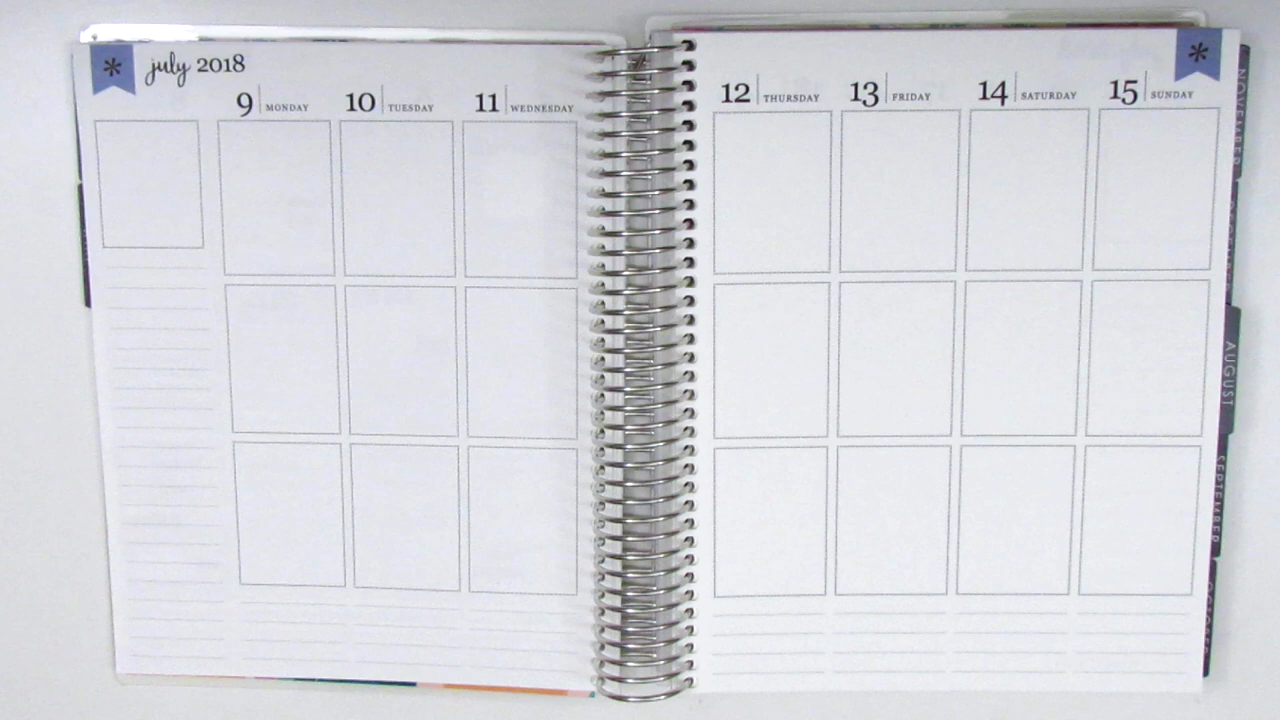 july 2018
9 MONDAY
10 TUESDAY
11 WEDNESDAY
12 THURSDAY
13 FRIDAY
14 SATURDAY
15 SUNDAY
NOVEMBER
AUGUST
SEPTEMBER
OCTOBER